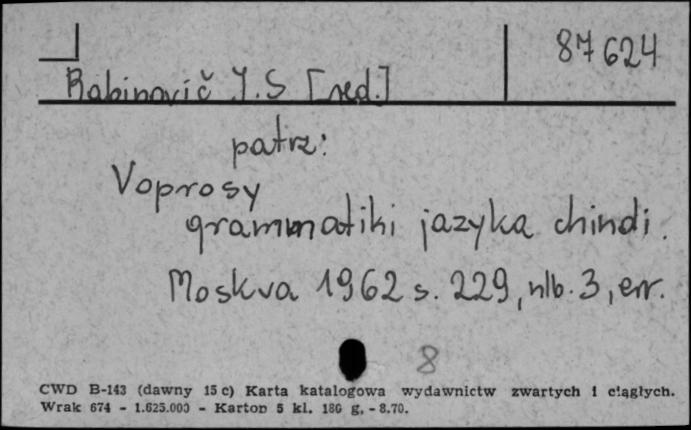 87624
Rabinovič J.S [red.]
patrz:
Voprosy
grammatiki jazyka chindi.
Moskva 1962 s. 229, nlb. 3, err.
8
CWD B-143 (dawny 15 c) Karta katalogowa wydawnictw zwartych i ciągłych.
Wrak 674 - 1.625.000 - Karton 5 kl. 180 g. - 8.70.